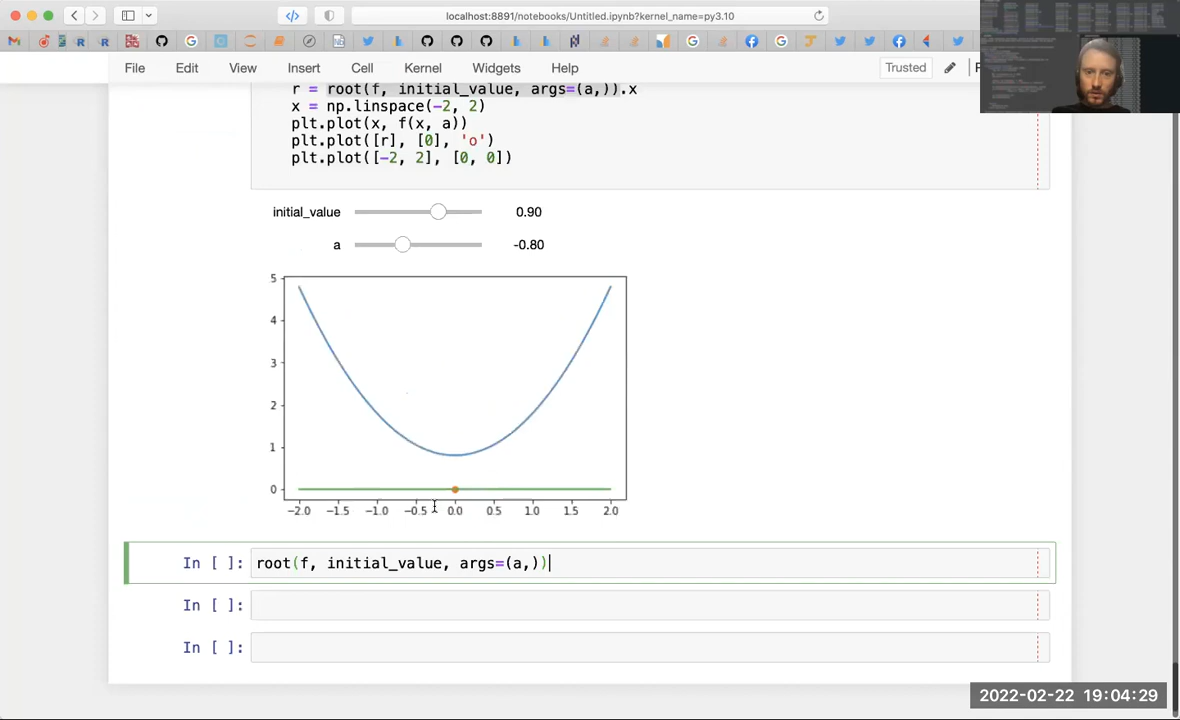 localhost:8891/notebooks/Untitled.ipynb?kernel_name=py3.10
File Edit View Insert Cell Kernel Widgets Help Trusted
r = root(f, initial_value, args=(a,)).x
x = np.linspace(-2, 2)
plt.plot(x, f(x, a))
plt.plot([r], [0], 'o')
plt.plot([-2, 2], [0, 0])
initial_value 0.90
a -0.80
5
4
3
2
1
0
−2.0 −1.5 −1.0 −0.5 0.0 0.5 1.0 1.5 2.0
In [ ]: root(f, initial_value, args=(a,))
In [ ]:
In [ ]:
2022-02-22 19:04:29